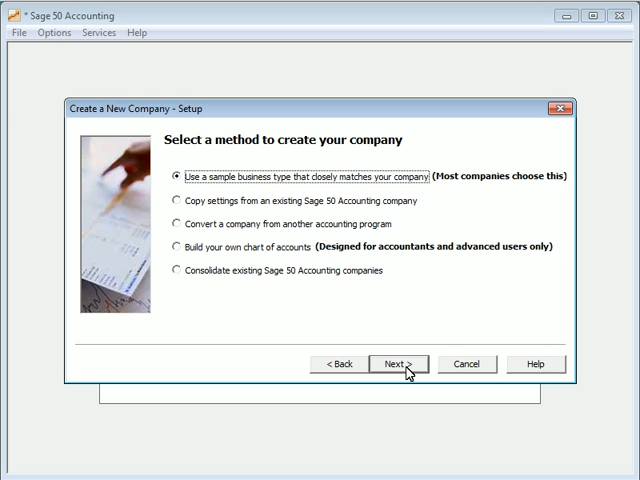 * Sage 50 Accounting
File Options Services Help
Create a New Company - Setup
Select a method to create your company
Use a sample business type that closely matches your company (Most companies choose this)
Copy settings from an existing Sage 50 Accounting company
Convert a company from another accounting program
Build your own chart of accounts (Designed for accountants and advanced users only)
Consolidate existing Sage 50 Accounting companies
< Back Next > Cancel Help